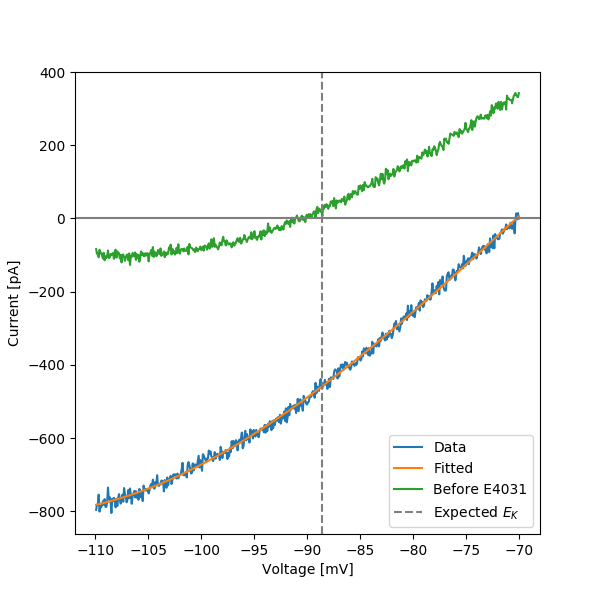 400
200
0
−200
−400
−600
−800
Current [pA]
Data
Fitted
Before E4031
Expected E_K
−110 −105 −100 −95 −90 −85 −80 −75 −70
Voltage [mV]